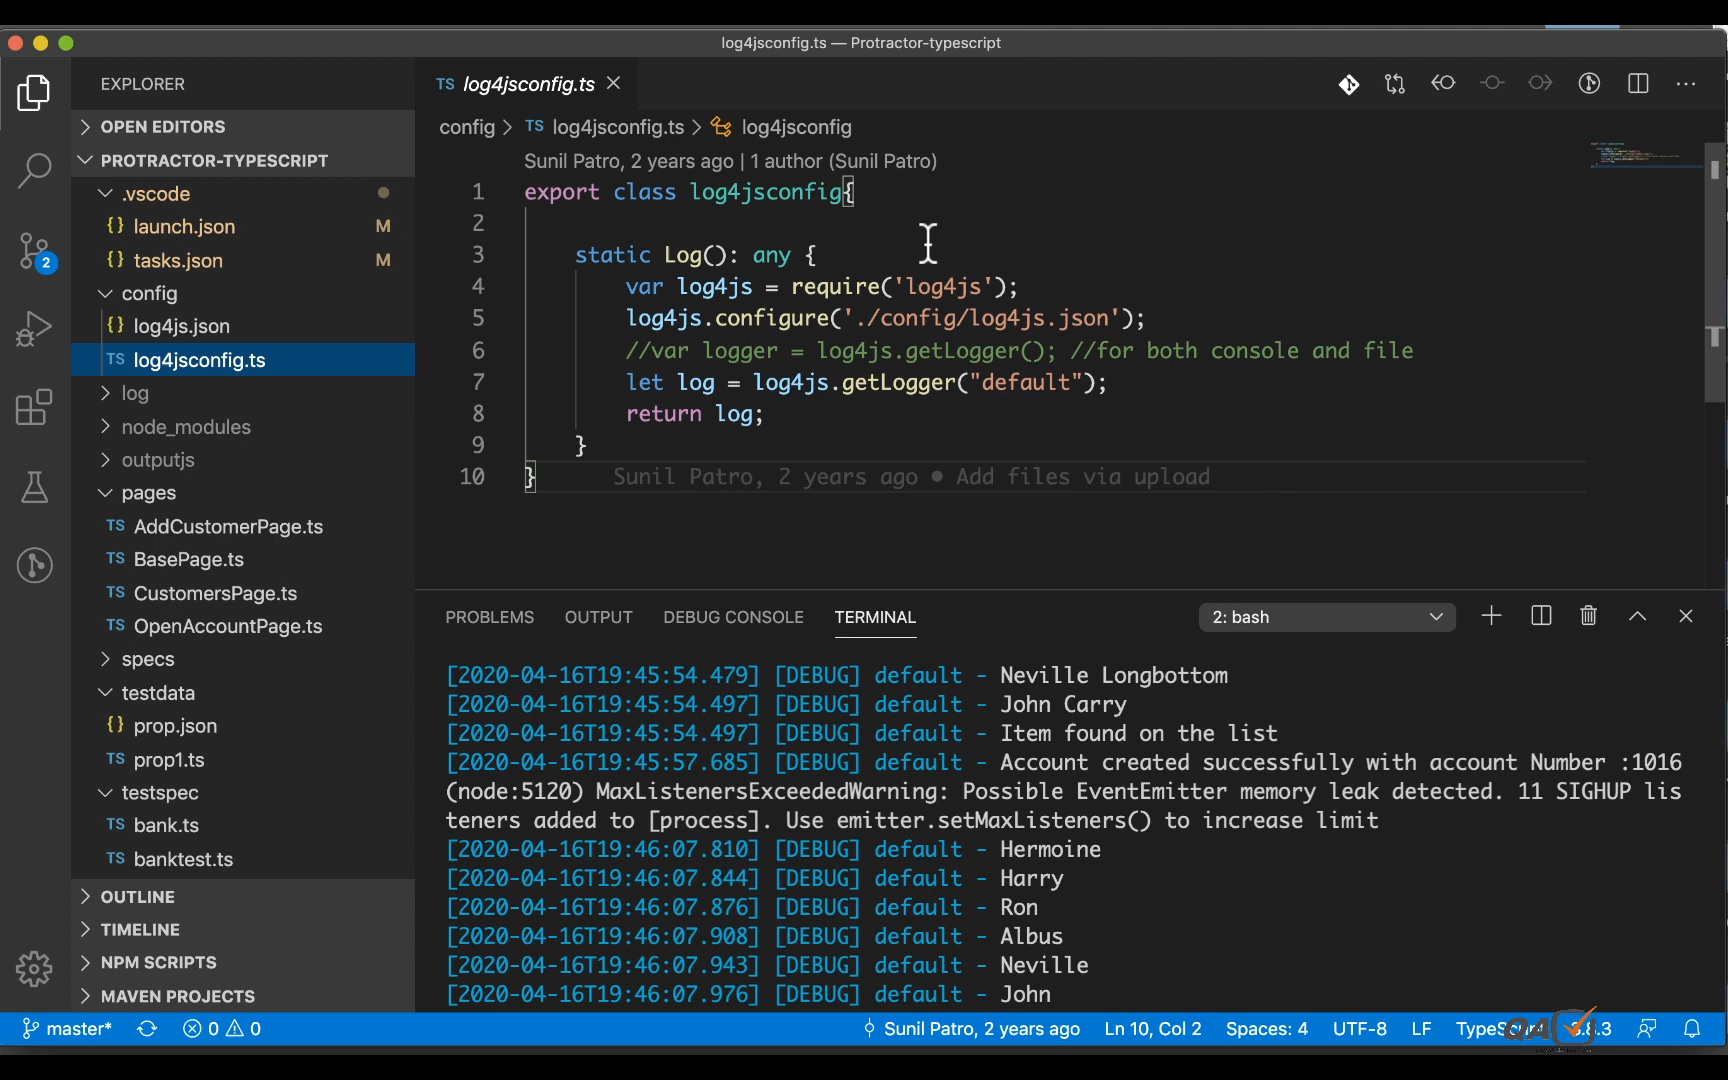 log4jsconfig.ts — Protractor-typescript
EXPLORER
OPEN EDITORS
PROTRACTOR-TYPESCRIPT
.vscode
{} launch.json M
{} tasks.json M
config
{} log4js.json
TS log4jsconfig.ts
log
node_modules
outputjs
pages
TS AddCustomerPage.ts
TS BasePage.ts
TS CustomersPage.ts
TS OpenAccountPage.ts
specs
testdata
{} prop.json
TS prop1.ts
testspec
TS bank.ts
TS banktest.ts
OUTLINE
TIMELINE
NPM SCRIPTS
MAVEN PROJECTS
2
TS log4jsconfig.ts
config > TS log4jsconfig.ts > log4jsconfig
Sunil Patro, 2 years ago | 1 author (Sunil Patro)
1 export class log4jsconfig{
2
3 static Log(): any {
4 var log4js = require('log4js');
5 log4js.configure('./config/log4js.json');
6 //var logger = log4js.getLogger(); //for both console and file
7 let log = log4js.getLogger("default");
8 return log;
9 }
10 } Sunil Patro, 2 years ago • Add files via upload
PROBLEMS OUTPUT DEBUG CONSOLE TERMINAL 2: bash
[2020-04-16T19:45:54.479] [DEBUG] default - Neville Longbottom
[2020-04-16T19:45:54.497] [DEBUG] default - John Carry
[2020-04-16T19:45:54.497] [DEBUG] default - Item found on the list
[2020-04-16T19:45:57.685] [DEBUG] default - Account created successfully with account Number :1016
(node:5120) MaxListenersExceededWarning: Possible EventEmitter memory leak detected. 11 SIGHUP lis
teners added to [process]. Use emitter.setMaxListeners() to increase limit
[2020-04-16T19:46:07.810] [DEBUG] default - Hermoine
[2020-04-16T19:46:07.844] [DEBUG] default - Harry
[2020-04-16T19:46:07.876] [DEBUG] default - Ron
[2020-04-16T19:46:07.908] [DEBUG] default - Albus
[2020-04-16T19:46:07.943] [DEBUG] default - Neville
[2020-04-16T19:46:07.976] [DEBUG] default - John
master* 0 0 Sunil Patro, 2 years ago Ln 10, Col 2 Spaces: 4 UTF-8 LF
QA